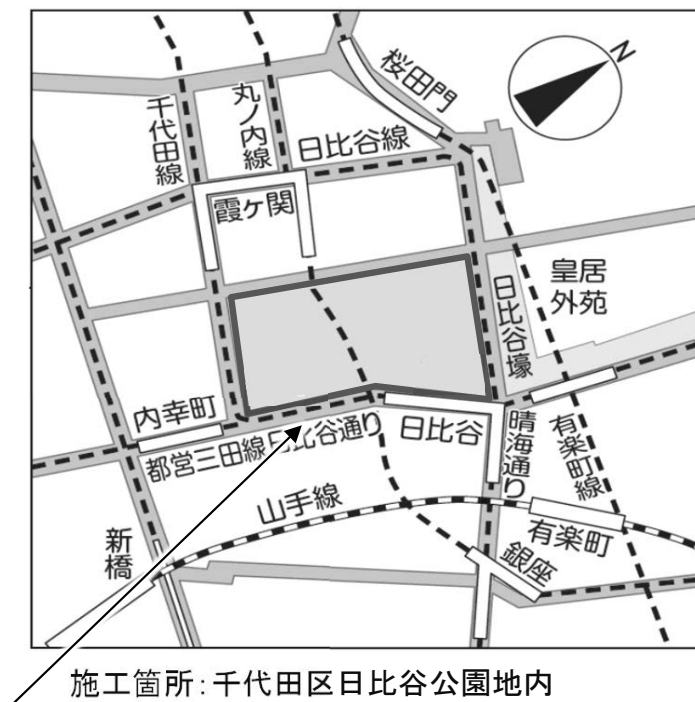 N
桜田門
千代田線
丸ノ内線
日比谷線
霞ヶ関
皇居
外苑
日比谷壕
内幸町
都営三田線
日比谷通り
日比谷
晴海通り
有楽町線
山手線
有楽町
新橋
銀座
施工箇所：千代田区日比谷公園地内